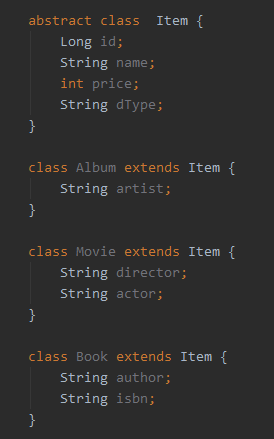 abstract class  Item {
    Long id;
    String name;
    int price;
    String dType;
}

class Album extends Item {
    String artist;
}

class Movie extends Item {
    String director;
    String actor;
}

class Book extends Item {
    String author;
    String isbn;
}